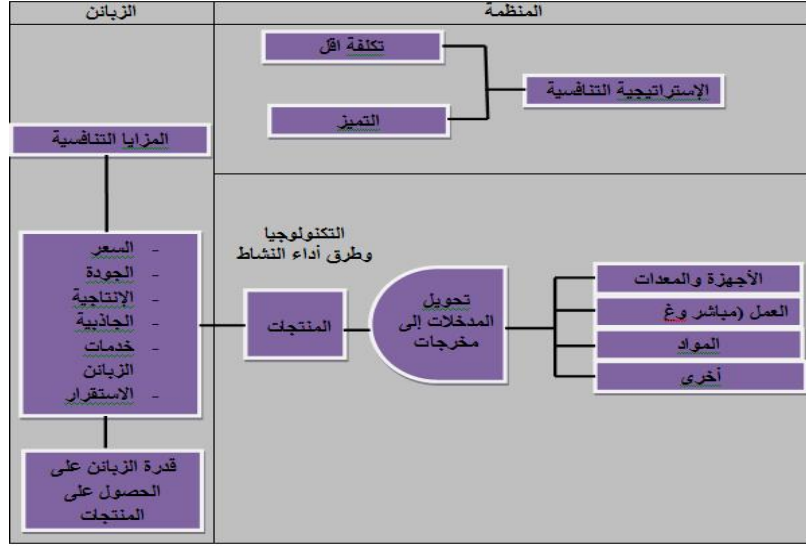 المنظمة
الزبائن
تكلفة اقل
الإستراتيجية التنافسية
التميز
المزايا التنافسية
التكنولوجيا
وطرق أداء النشاط
الأجهزة والمعدات
العمل (مباشر وغ
المواد
أخرى
تحويل
المدخلات إلى
مخرجات
المنتجات
- السعر
- الجودة
- الإنتاجية
- الجاذبية
- خدمات
الزبائن
- الاستقرار
قدرة الزبائن على
الحصول على
المنتجات